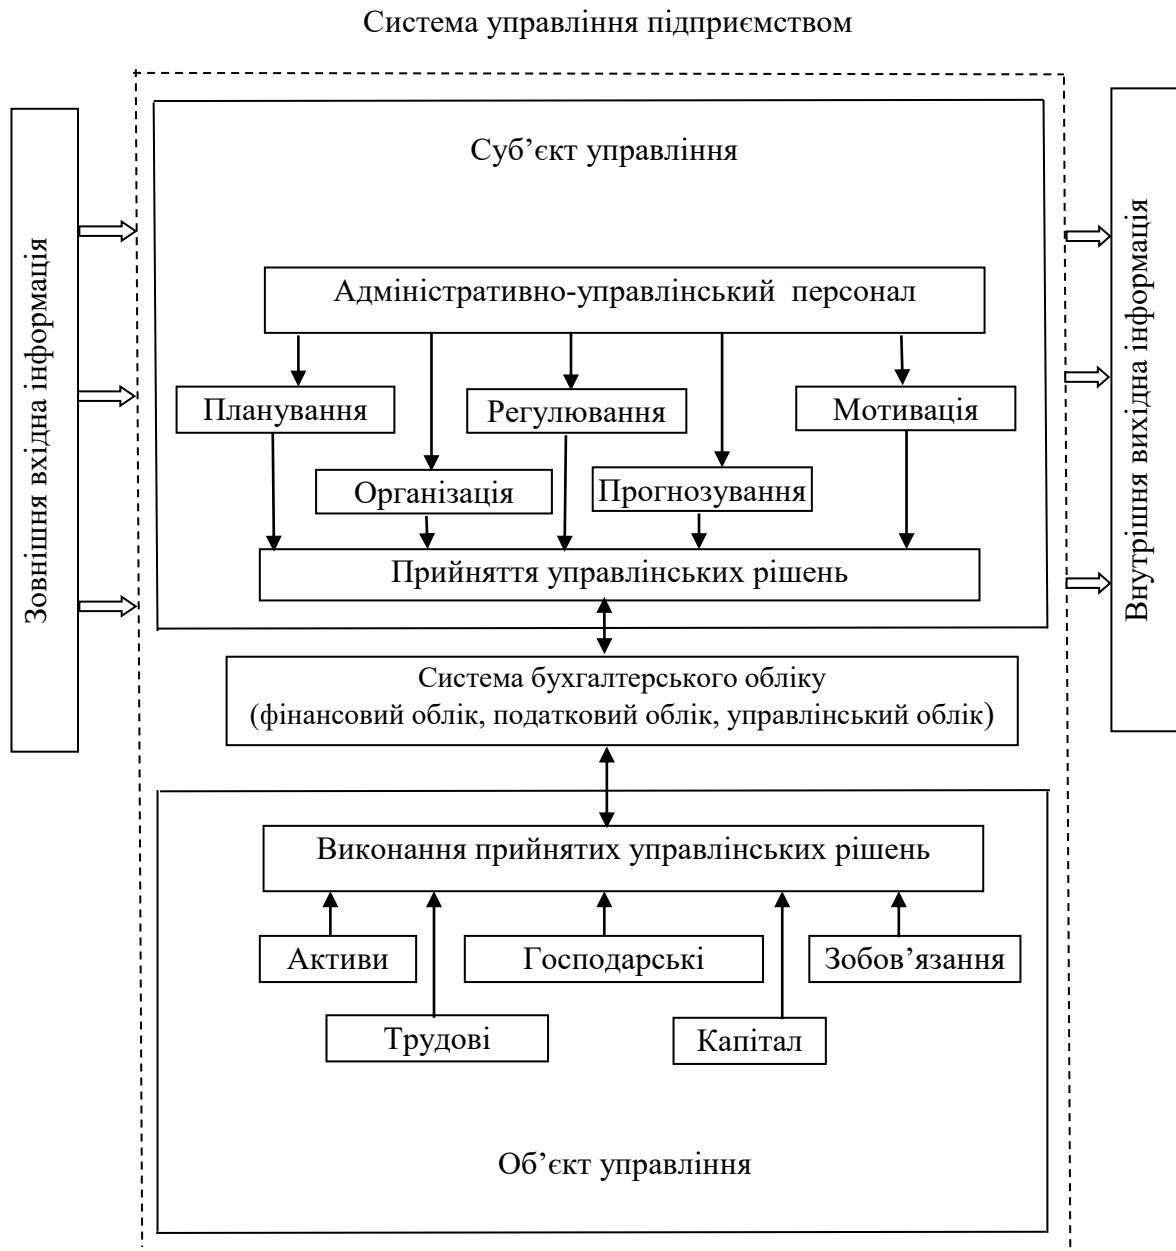 Система управління підприємством
Суб’єкт управління
Зовнішня вхідна інформація
Внутрішня вихідна інформація
Адміністративно-управлінський персонал
Планування
Регулювання
Мотивація
Організація
Прогнозування
Прийняття управлінських рішень
Система бухгалтерського обліку
(фінансовий облік, податковий облік, управлінський облік)
Виконання прийнятих управлінських рішень
Активи
Господарські
Зобов’язання
Трудові
Капітал
Об’єкт управління